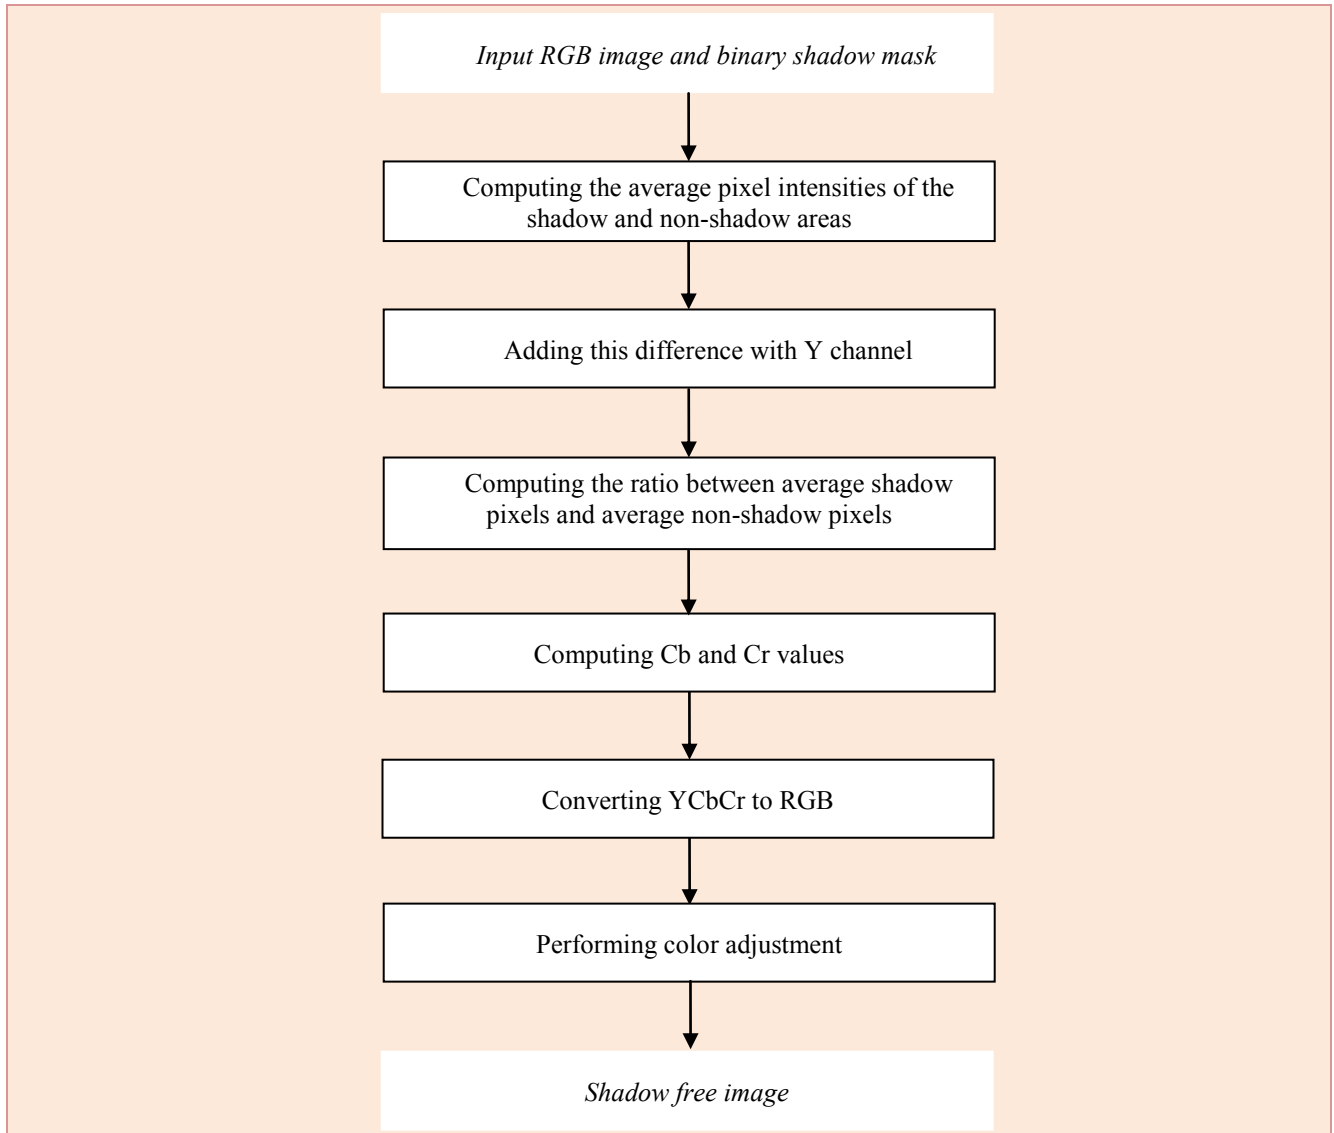 Input RGB image and binary shadow mask
Computing the average pixel intensities of the
shadow and non-shadow areas
Adding this difference with Y channel
Computing the ratio between average shadow
pixels and average non-shadow pixels
Computing Cb and Cr values
Converting YCbCr to RGB
Performing color adjustment
Shadow free image